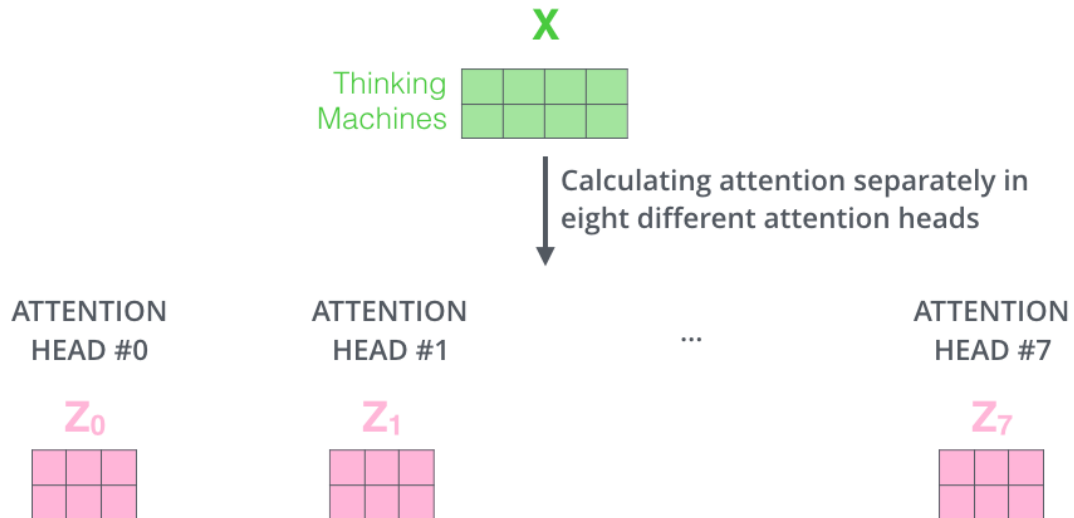 X
Thinking
Machines
Calculating attention separately in
eight different attention heads
ATTENTION
HEAD #0
ATTENTION
HEAD #1
...
ATTENTION
HEAD #7
Z0
Z1
Z7